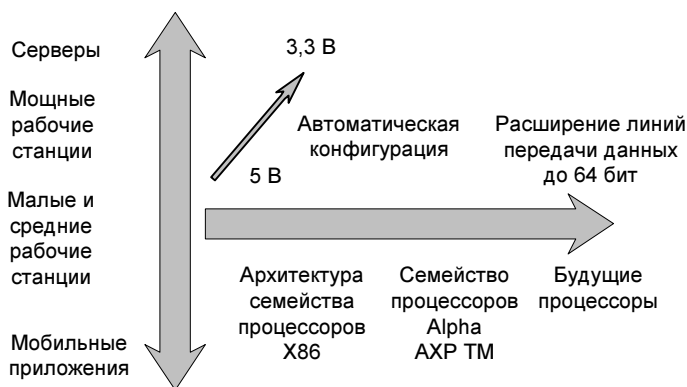 Серверы
Мощные
рабочие
станции
Малые и
средние
рабочие
станции
Мобильные
приложения
3,3 В
5 В
Автоматическая
конфигурация
Расширение линий
передачи данных
до 64 бит
Архитектура
семейства
процессоров
X86
Семейство
процессоров
Alpha
AXP TM
Будущие
процессоры